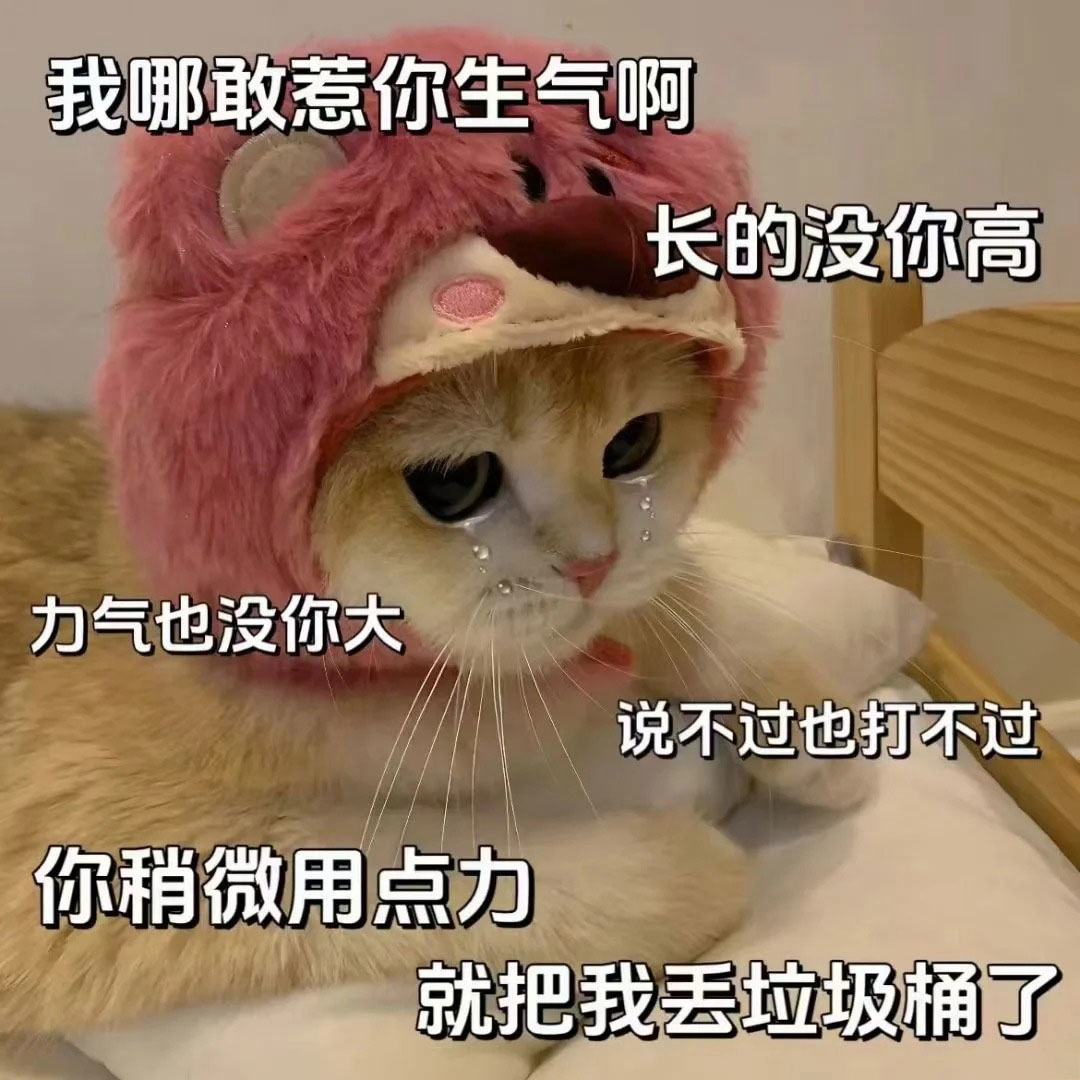 我哪敢惹你生气啊
长的没你高
力气也没你大
说不过也打不过
你稍微用点力
就把我丢垃圾桶了